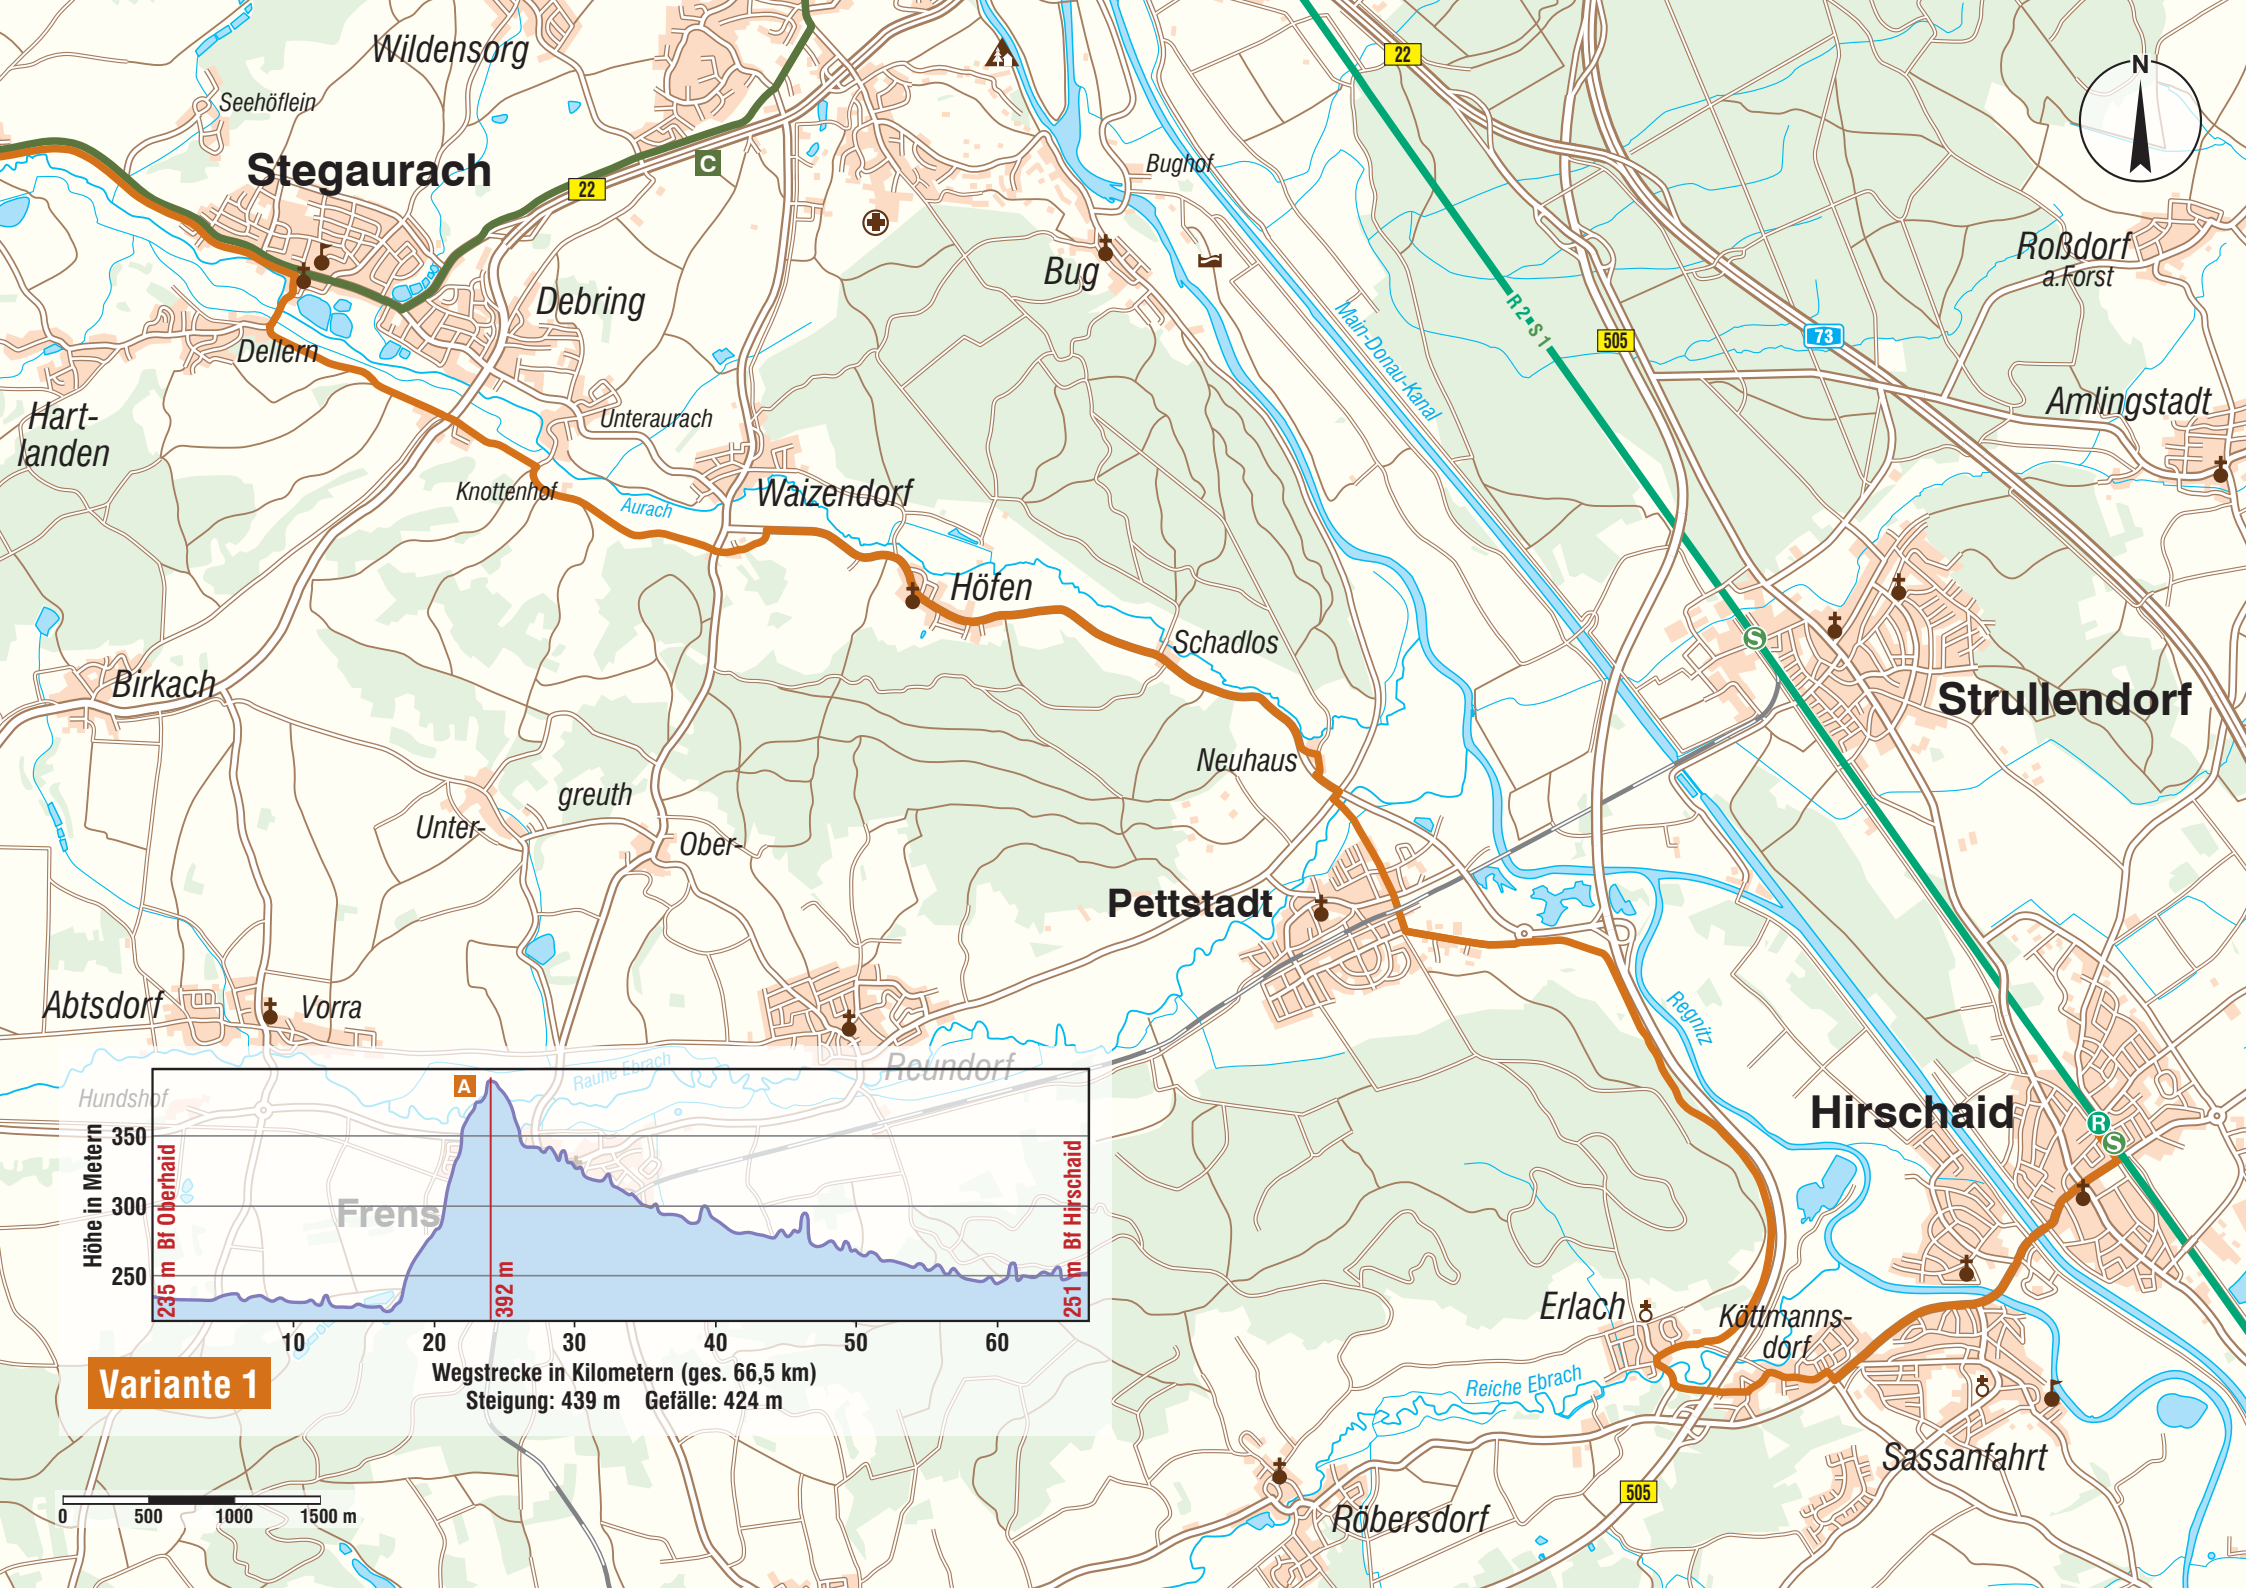 Wildensorg
22
N
Seehöflein
Stegaurach
C
22
Bughof
Roßdorf
a.Forst
Bug
Debring
Main-Donau-Kanal
R2▪S1
505
73
Dellern
Hart-
landen
Unteraurach
Amlingstadt
Knottenhof
Aurach
Waizendorf
Höfen
Schadlos
S
Strullendorf
Birkach
Neuhaus
greuth
Unter-
Ober-
Pettstadt
Abtsdorf
Vorra
Regnitz
Reundorf
Rauhe Ebrach
Hundshof
Hirschaid
R
S
A
Höhe in Metern
350
300
250
235 m Bf Oberhaid
392 m
251 m Bf Hirschaid
Frens
10
20
30
40
50
60
Wegstrecke in Kilometern (ges. 66,5 km)
Steigung: 439 m Gefälle: 424 m
Variante 1
Erlach
Köttmanns-
dorf
Reiche Ebrach
Sassanfahrt
505
Röbersdorf
0
500
1000
1500 m